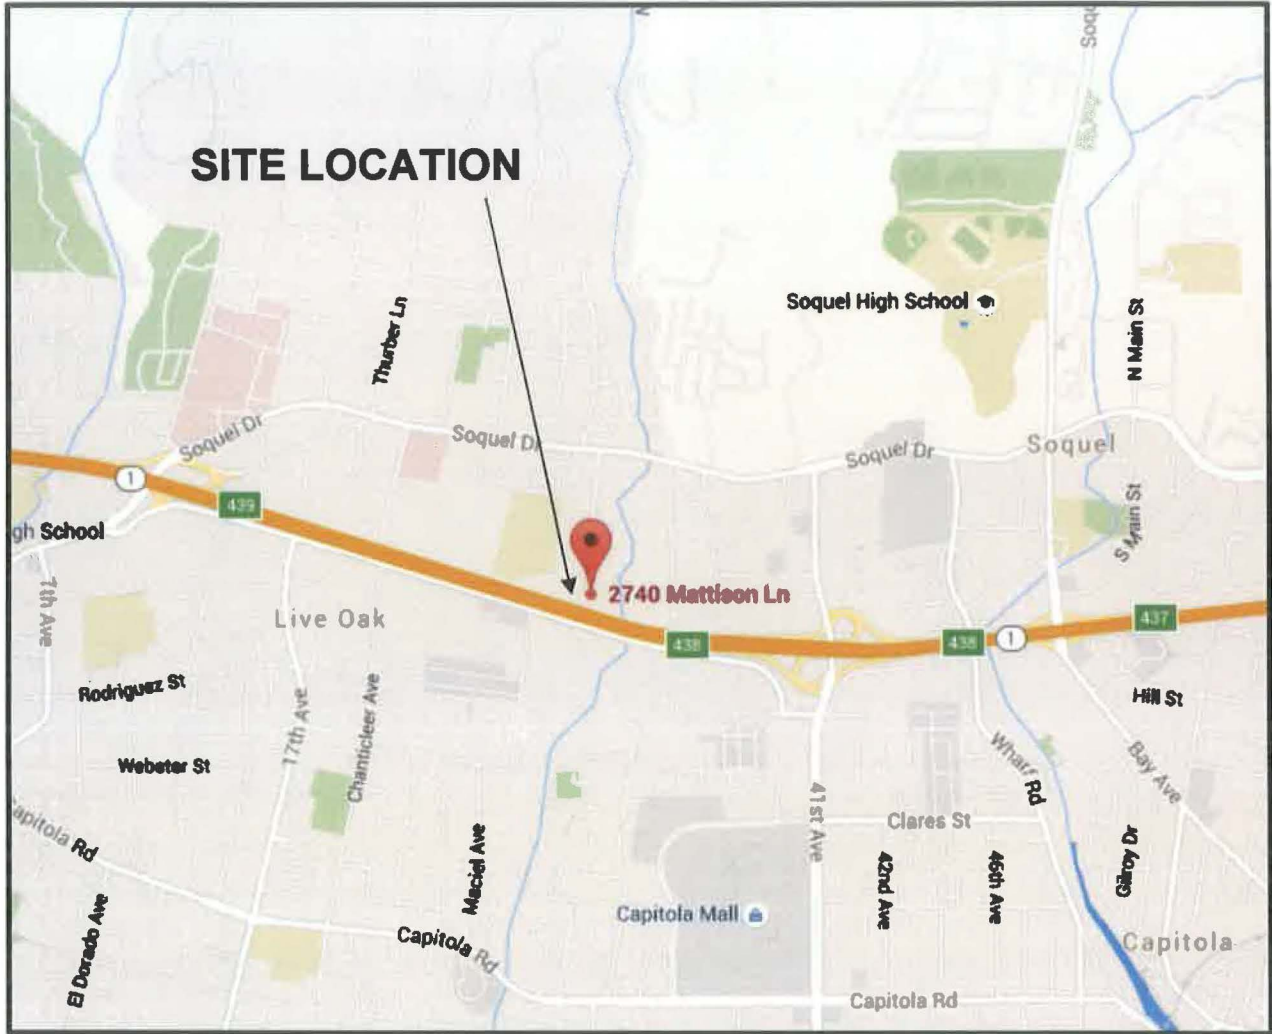 Soq
SITE LOCATION
Soquel High School
Thurber Ln
N Main St
Soquel Dr
Soquel Dr
Soquel Dr
Soquel
1
439
gh School
S Main St
7th Ave
2740 Mattison Ln
Live Oak
438
438
1
437
Rodriguez St
Hill St
17th Ave
Chanticleer Ave
Webster St
Wharf Rd
Bay Ave
41st Ave
Clares St
apitola Rd
Maciel Ave
42nd Ave
46th Ave
Gilroy Dr
El Dorado Ave
Capitola Mall
Capitola Rd
Capitola
Capitola Rd